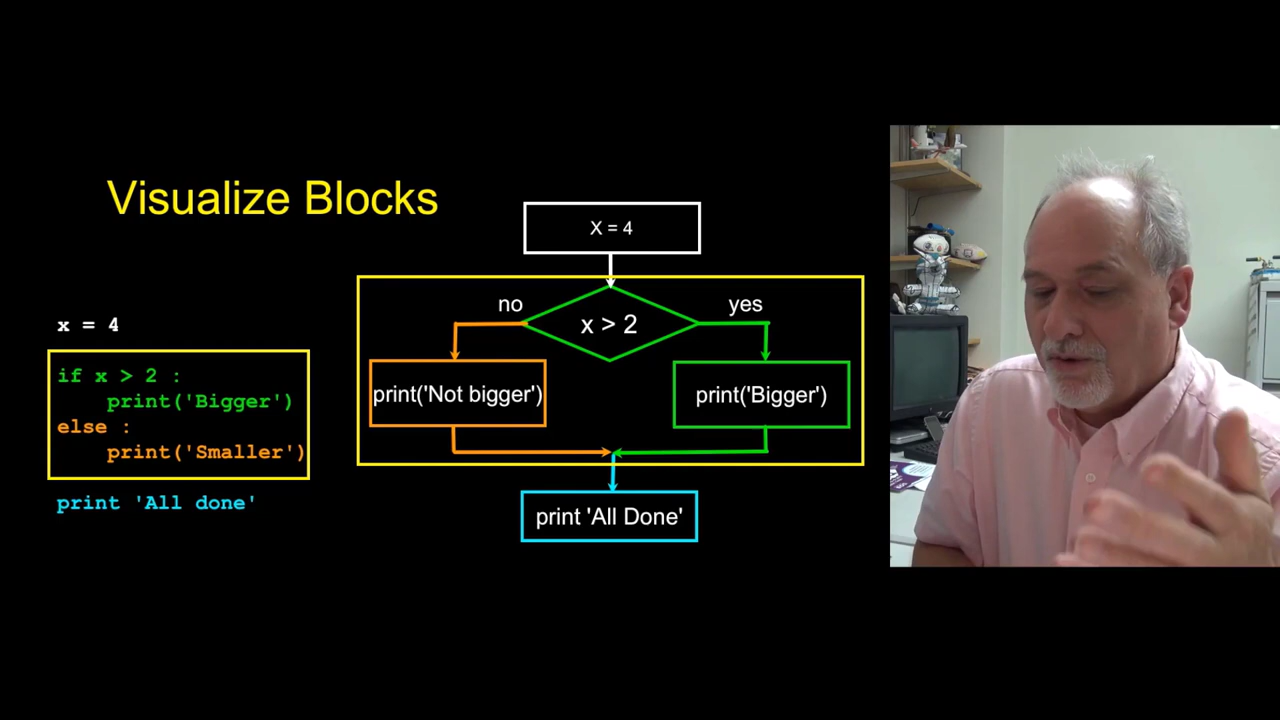 Visualize Blocks
x = 4
if x > 2 :
print('Bigger')
else :
print('Smaller')
print 'All done'
X = 4
no
x > 2
yes
print('Not bigger')
print('Bigger')
print 'All Done'